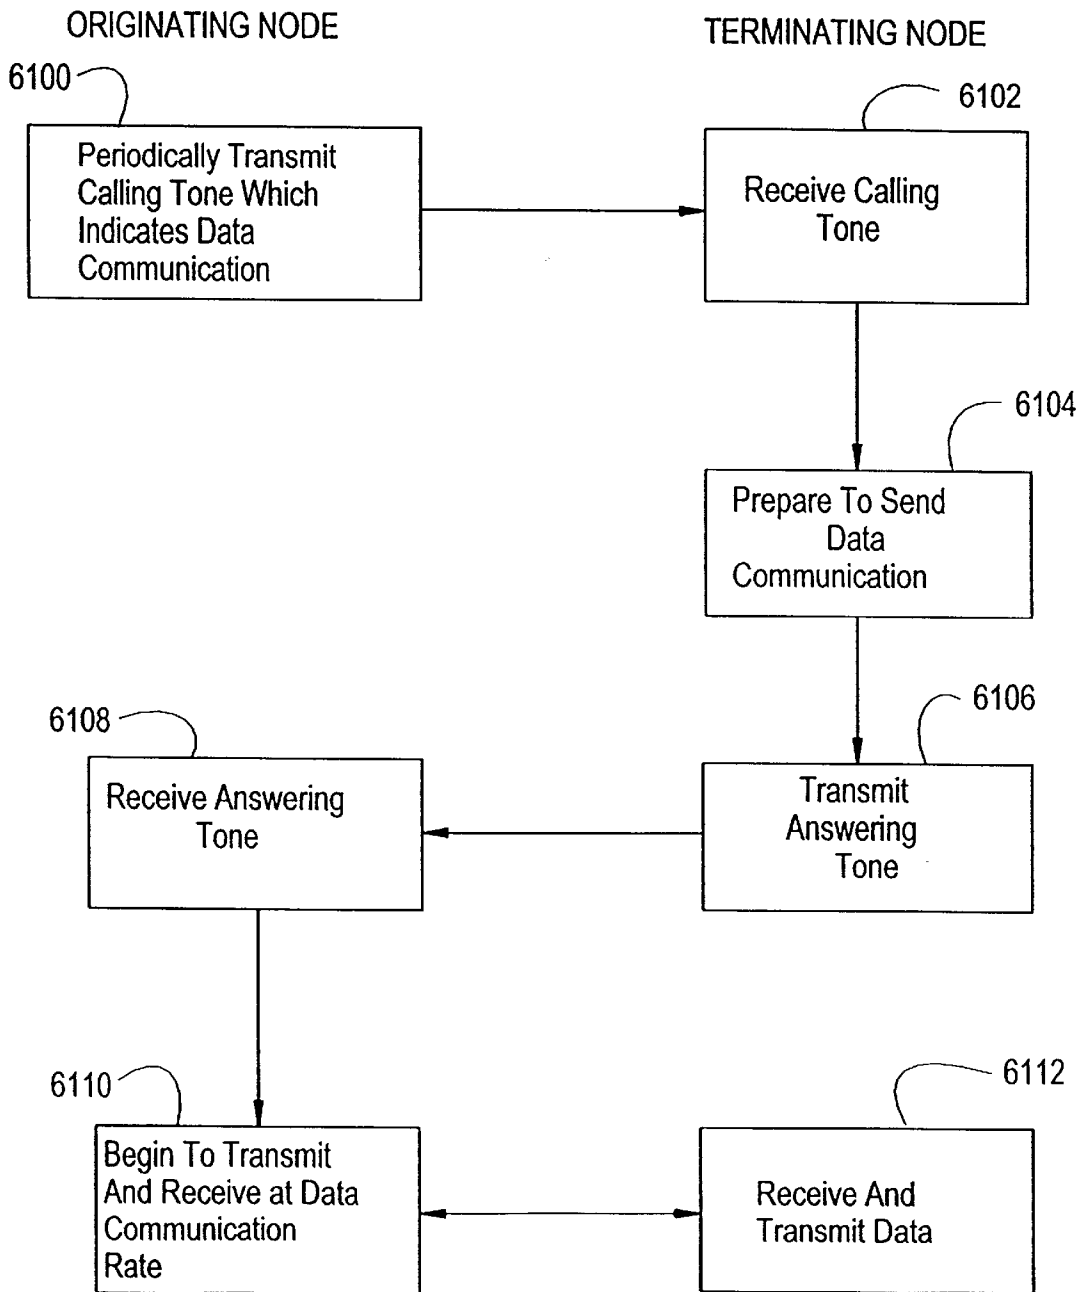 ORIGINATING NODE
TERMINATING NODE
6100
6102
Periodically Transmit
Calling Tone Which
Indicates Data
Communication
Receive Calling
Tone
6104
Prepare To Send
Data
Communication
6108
6106
Receive Answering
Tone
Transmit
Answering
Tone
6110
6112
Begin To Transmit
And Receive at Data
Communication
Rate
Receive And
Transmit Data